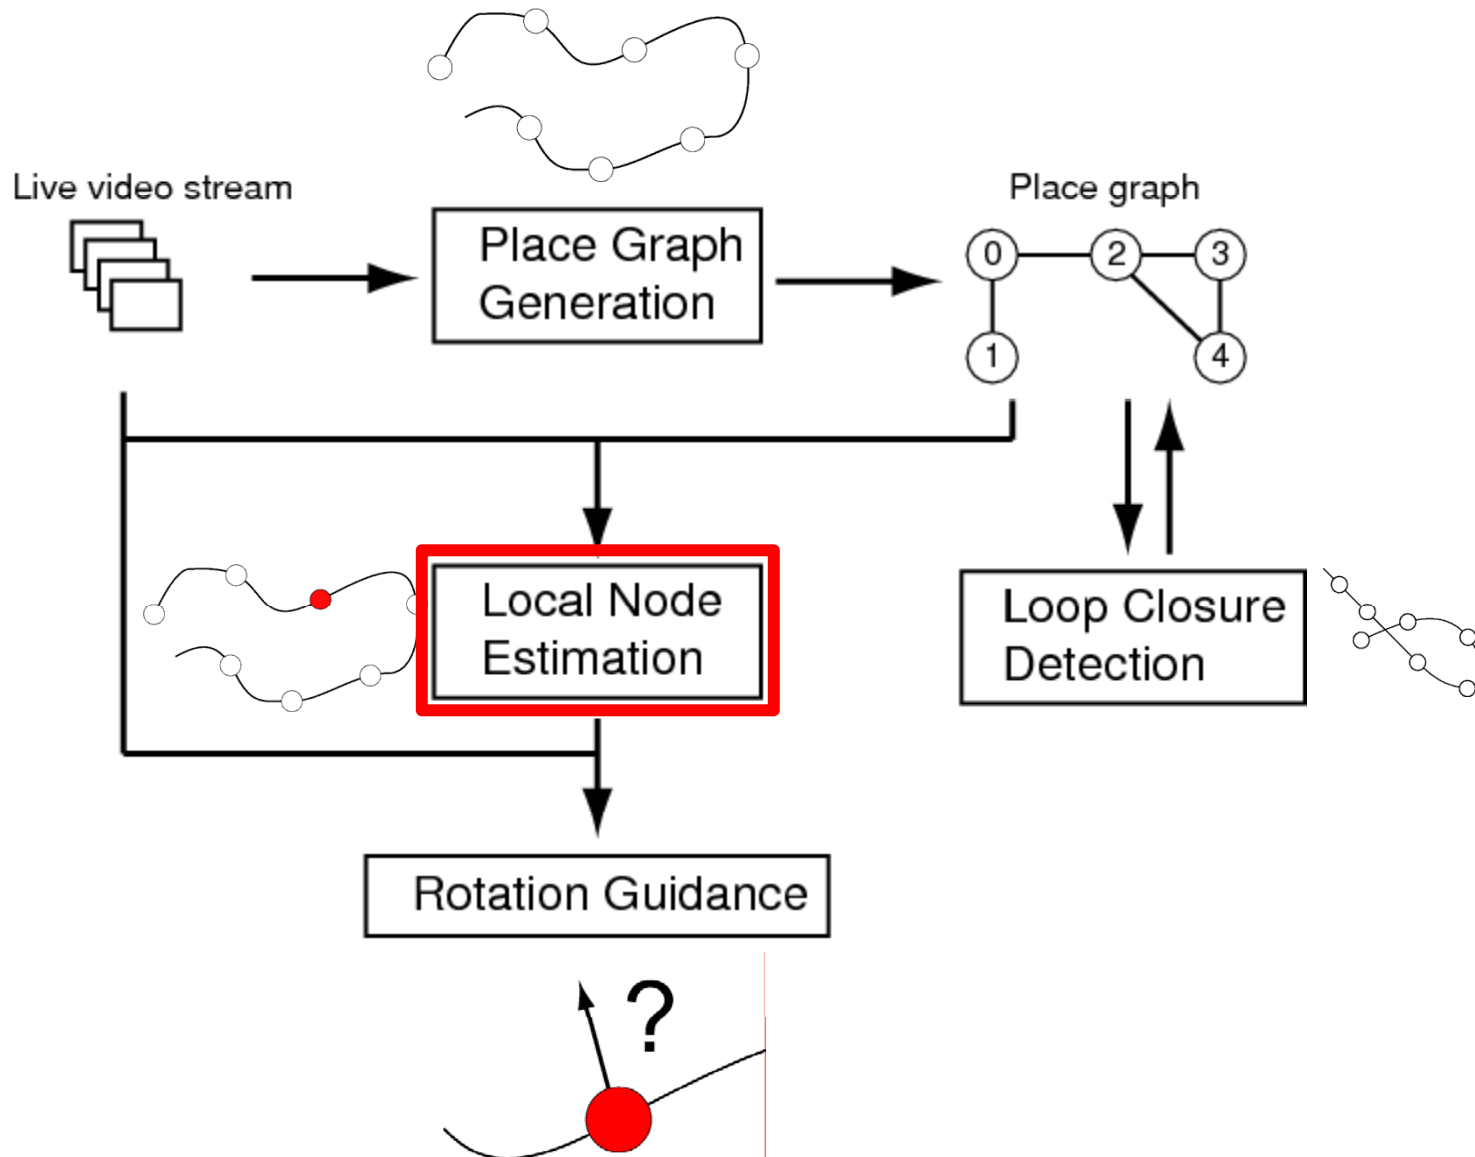 Live video stream
Place Graph
Generation
Place graph
0
2
3
1
4
Local Node
Estimation
Loop Closure
Detection
Rotation Guidance
?